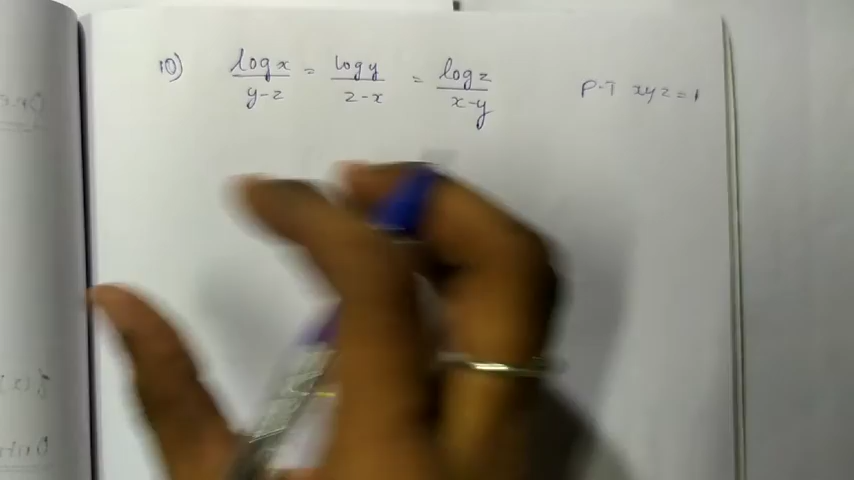 10) log x / y-z = log y / z-x = log z / x-y P.T xyz = 1